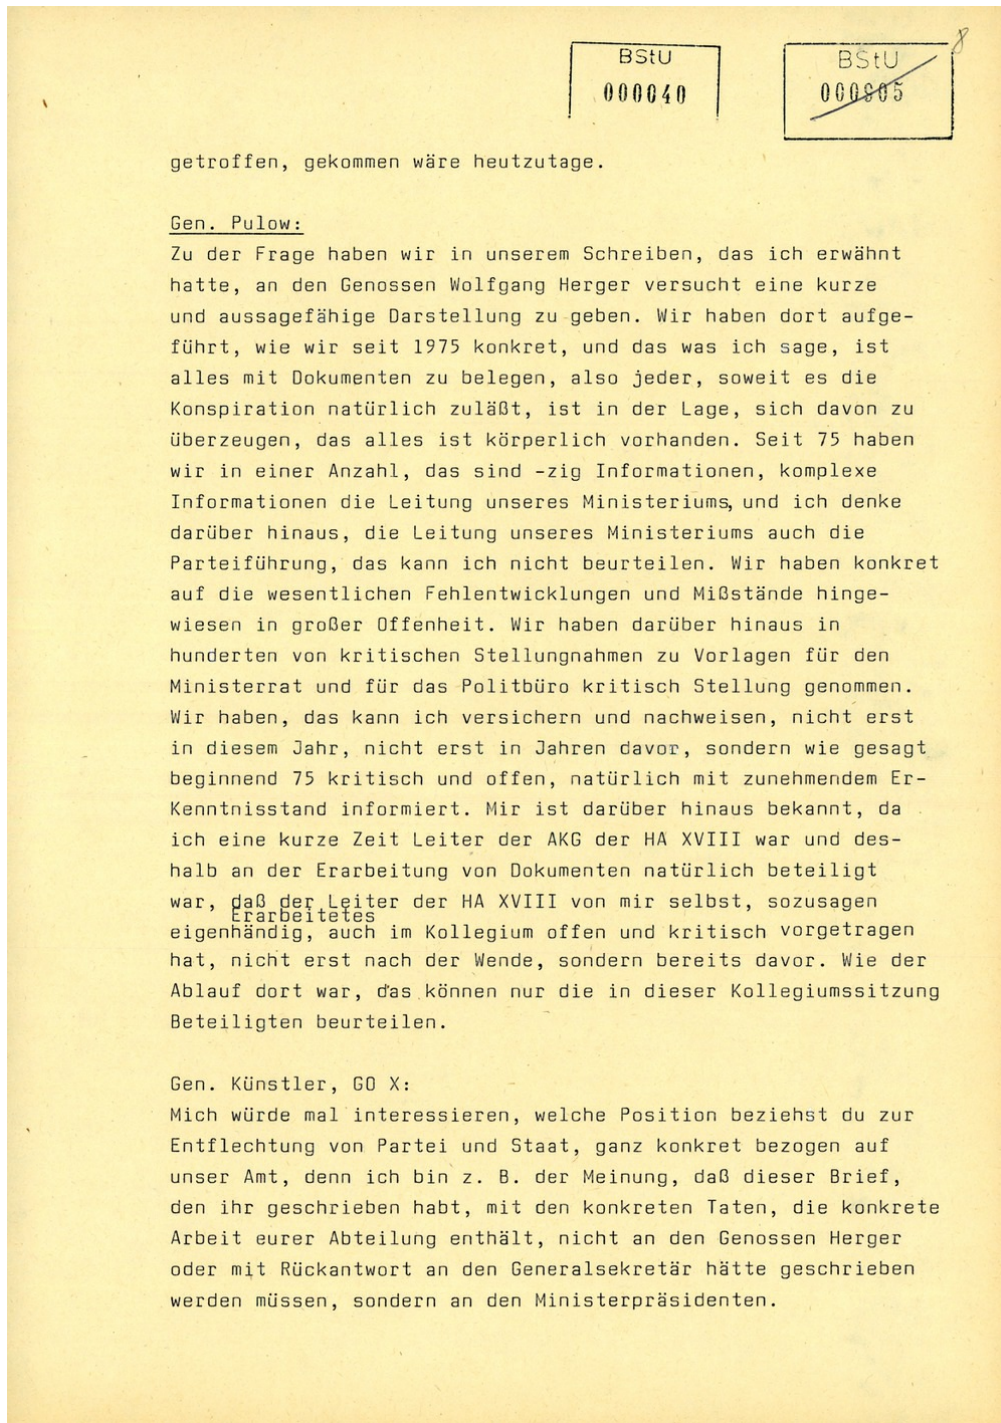 8
BStU
000040
BStU
000005
getroffen, gekommen wäre heutzutage.
Gen. Pulow:
Zu der Frage haben wir in unserem Schreiben, das ich erwähnt
hatte, an den Genossen Wolfgang Herger versucht eine kurze
und aussagefähige Darstellung zu geben. Wir haben dort aufge-
führt, wie wir seit 1975 konkret, und das was ich sage, ist
alles mit Dokumenten zu belegen, also jeder, soweit es die
Konspiration natürlich zuläßt, ist in der Lage, sich davon zu
überzeugen, das alles ist körperlich vorhanden. Seit 75 haben
wir in einer Anzahl, das sind -zig Informationen, komplexe
Informationen die Leitung unseres Ministeriums, und ich denke
darüber hinaus, die Leitung unseres Ministeriums auch die
Parteiführung, das kann ich nicht beurteilen. Wir haben konkret
auf die wesentlichen Fehlentwicklungen und Mißstände hinge-
wiesen in großer Offenheit. Wir haben darüber hinaus in
hunderten von kritischen Stellungnahmen zu Vorlagen für den
Ministerrat und für das Politbüro kritisch Stellung genommen.
Wir haben, das kann ich versichern und nachweisen, nicht erst
in diesem Jahr, nicht erst in Jahren davor, sondern wie gesagt
beginnend 75 kritisch und offen, natürlich mit zunehmendem Er-
Kenntnisstand informiert. Mir ist darüber hinaus bekannt, da
ich eine kurze Zeit Leiter der AKG der HA XVIII war und des-
halb an der Erarbeitung von Dokumenten natürlich beteiligt
war, daß der Leiter der HA XVIII von mir selbst, sozusagen
Erarbeitetes
eigenhändig, auch im Kollegium offen und kritisch vorgetragen
hat, nicht erst nach der Wende, sondern bereits davor. Wie der
Ablauf dort war, das können nur die in dieser Kollegiumssitzung
Beteiligten beurteilen.
Gen. Künstler, GO X:
Mich würde mal interessieren, welche Position beziehst du zur
Entflechtung von Partei und Staat, ganz konkret bezogen auf
unser Amt, denn ich bin z. B. der Meinung, daß dieser Brief,
den ihr geschrieben habt, mit den konkreten Taten, die konkrete
Arbeit eurer Abteilung enthält, nicht an den Genossen Herger
oder mit Rückantwort an den Generalsekretär hätte geschrieben
werden müssen, sondern an den Ministerpräsidenten.